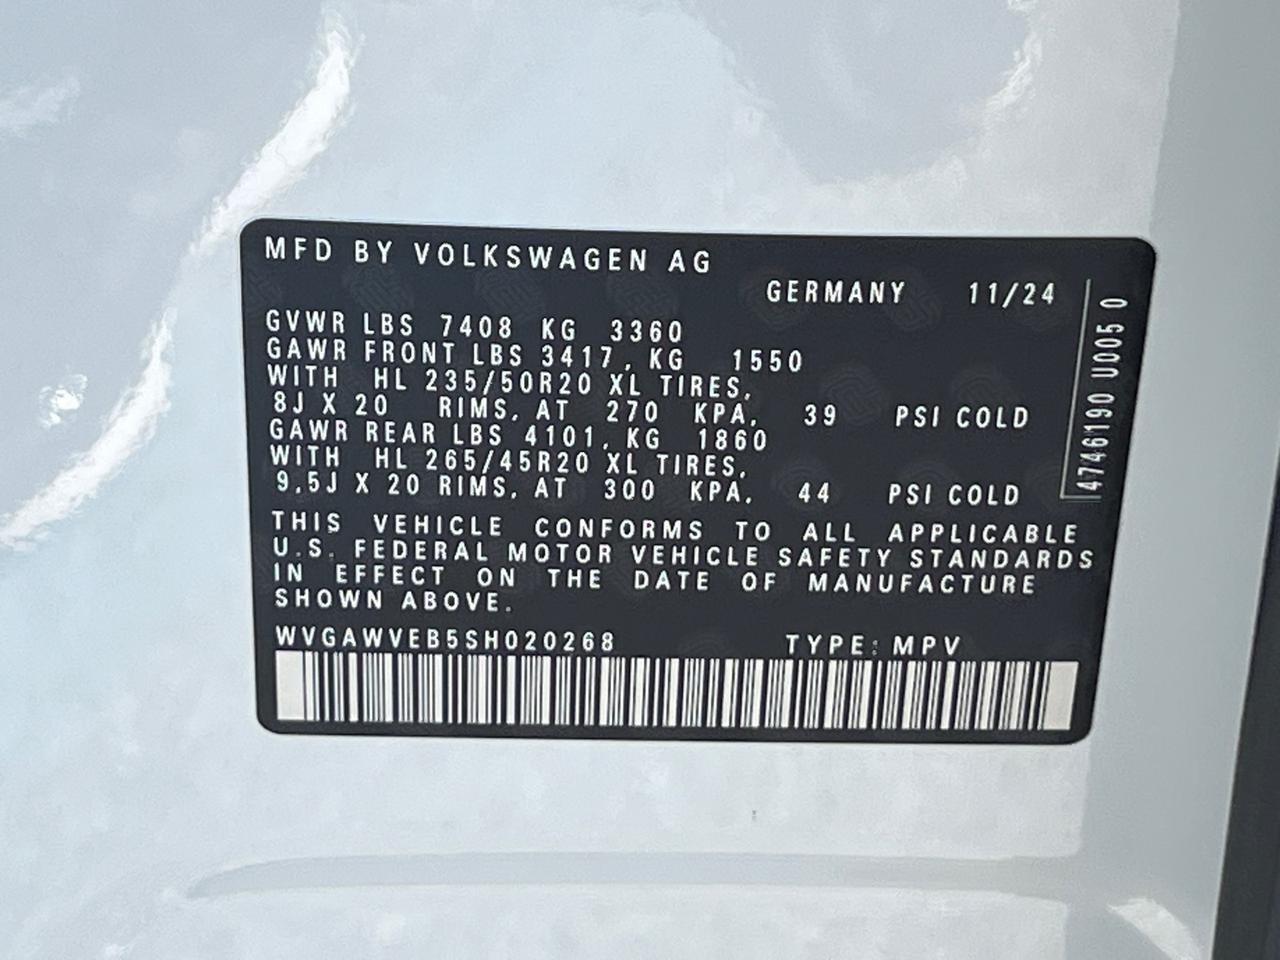 MFD BY VOLKSWAGEN AG
GERMANY 11/24
GVWR LBS 7408 KG 3360
GAWR FRONT LBS 3417, KG 1550
WITH HL 235/50R20 XL TIRES,
8J X 20 RIMS, AT 270 KPA, 39 PSI COLD
GAWR REAR LBS 4101, KG 1860
WITH HL 265/45R20 XL TIRES,
9,5J X 20 RIMS, AT 300 KPA, 44 PSI COLD
THIS VEHICLE CONFORMS TO ALL APPLICABLE
U.S. FEDERAL MOTOR VEHICLE SAFETY STANDARDS
IN EFFECT ON THE DATE OF MANUFACTURE
SHOWN ABOVE.
WVGAWVEB5SH020268 TYPE: MPV
4746190 U005 0